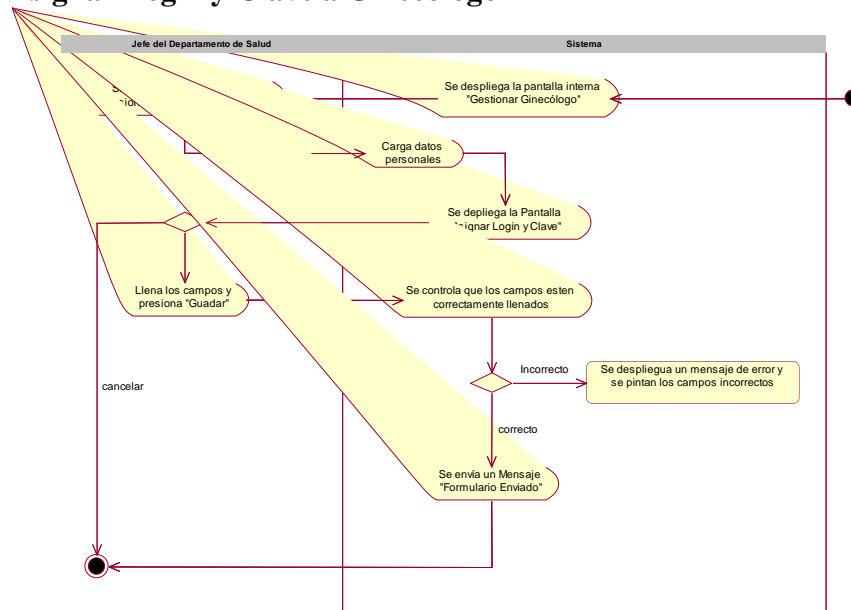 Jefe del Departamento de Salud
Sistema
Se despliega la pantalla interna
"Gestionar Ginecólogo"
Carga datos
personales
Se depliega la Pantalla
Login y Clave"
Llena los campos y
presiona "Guadar"
Se controla que los campos esten
correctamente llenados
Incorrecto
Se despliegua un mensaje de error y
se pintan los campos incorrectos
cancelar
correcto
Se envía un Mensaje
"Formulario Enviado"